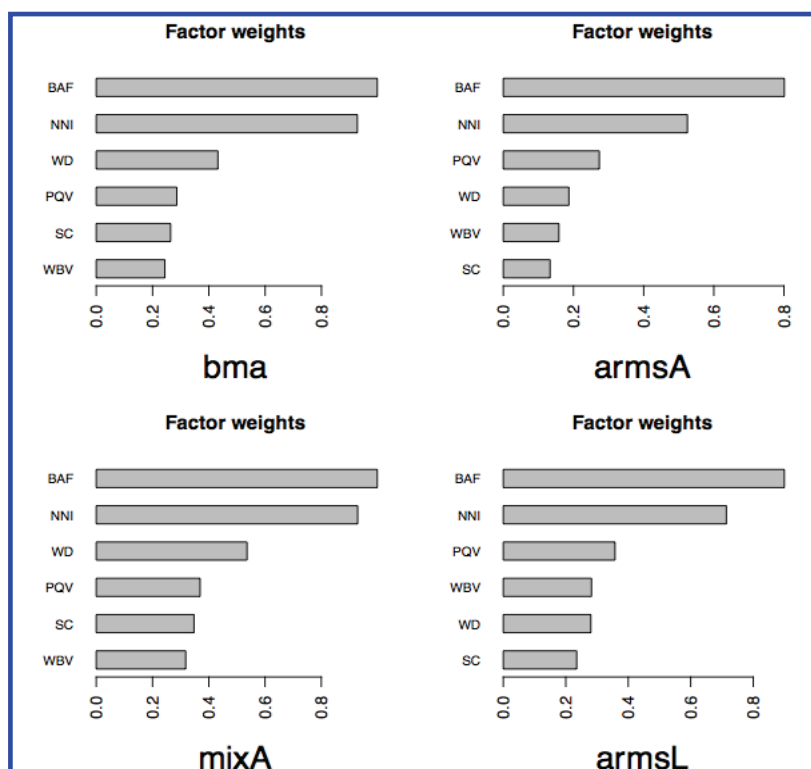 Factor weights
BAF
NNI
WD
PQV
SC
WBV
0.0 0.2 0.4 0.6 0.8
bma
Factor weights
BAF
NNI
PQV
WD
WBV
SC
0.0 0.2 0.4 0.6 0.8
armsA
Factor weights
BAF
NNI
WD
PQV
SC
WBV
0.0 0.2 0.4 0.6 0.8
mixA
Factor weights
BAF
NNI
PQV
WBV
WD
SC
0.0 0.2 0.4 0.6 0.8
armsL